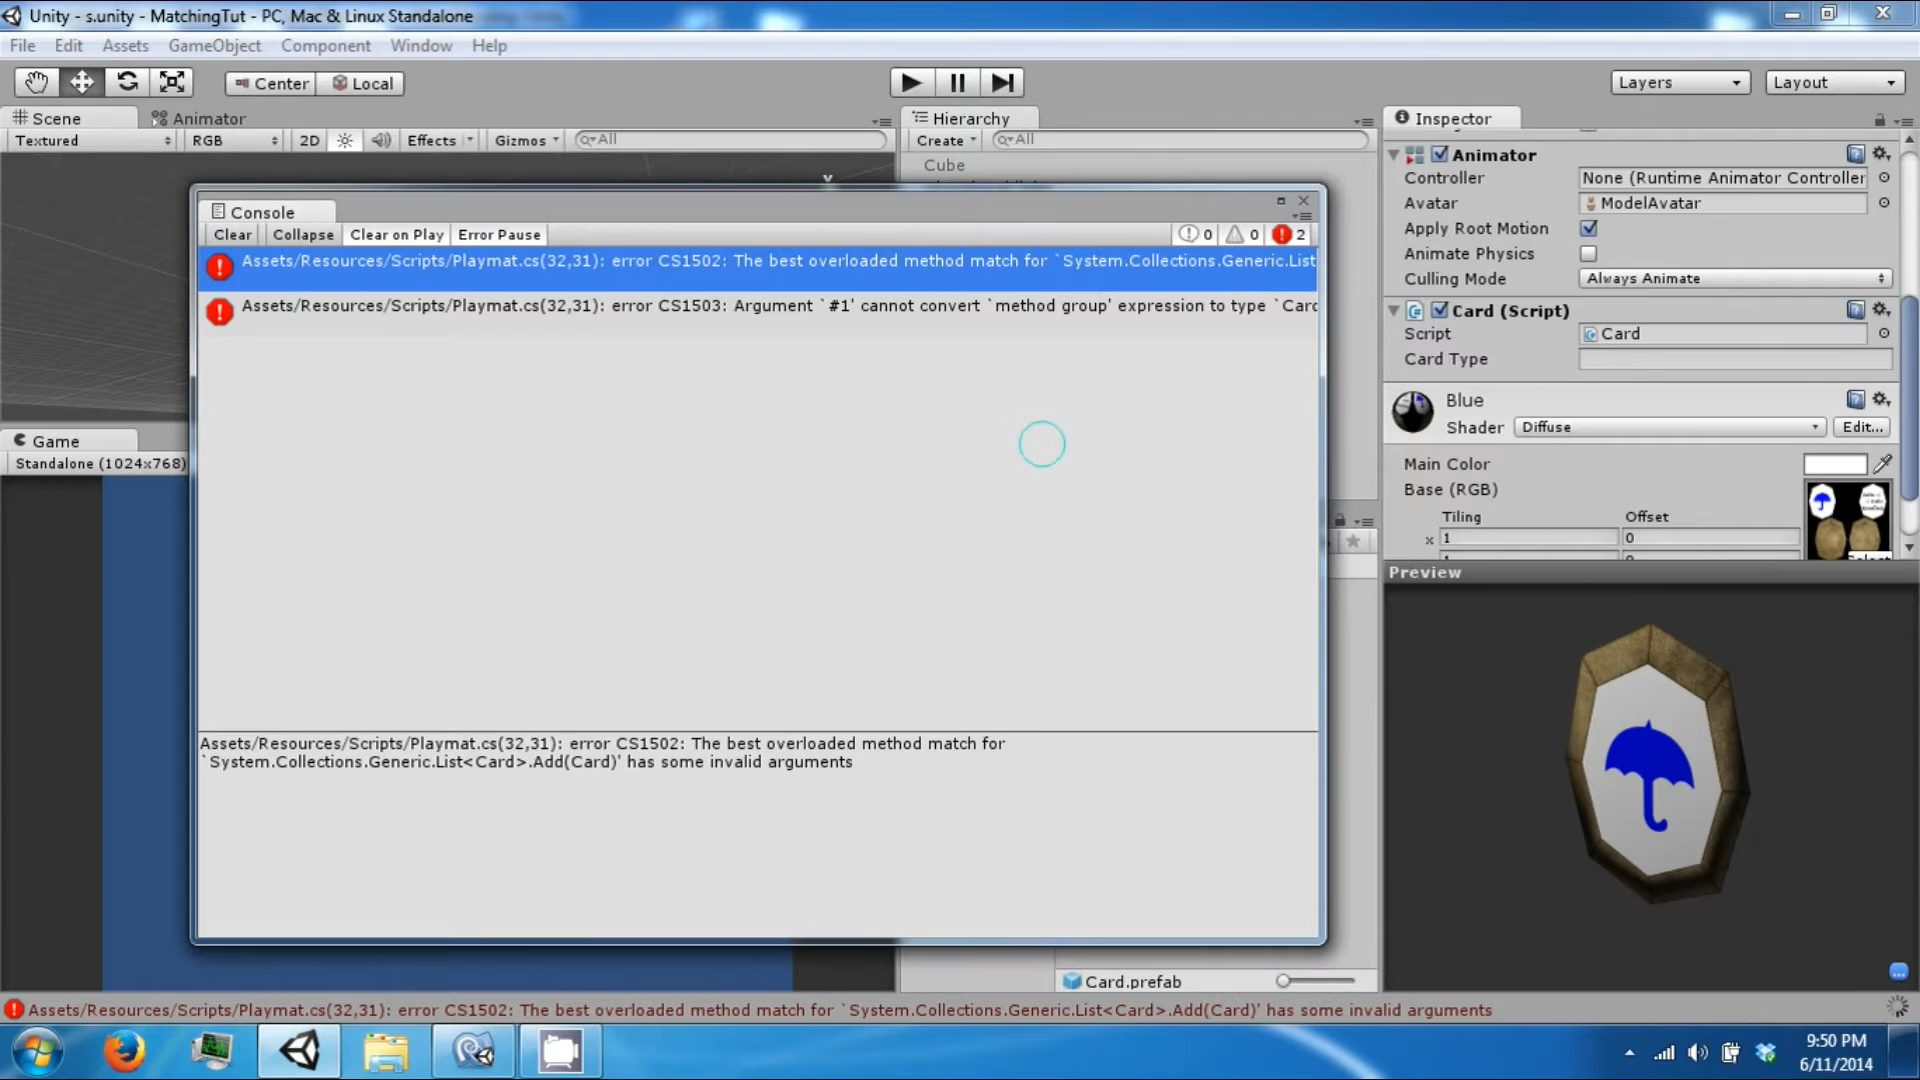 Unity - s.unity - MatchingTut - PC, Mac & Linux Standalone
File Edit Assets GameObject Component Window Help
Center Local
Layers Layout
Scene Animator
Textured RGB 2D Effects Gizmos All
Hierarchy
Create All
Cube
Inspector
Animator
Controller None (Runtime Animator Controller
Avatar ModelAvatar
Apply Root Motion
Animate Physics
Culling Mode Always Animate
Card (Script)
Script Card
Card Type
Blue
Shader Diffuse Edit...
Main Color
Base (RGB)
Tiling Offset
x 1 0
Preview
Console
Clear Collapse Clear on Play Error Pause 0 0 2
Assets/Resources/Scripts/Playmat.cs(32,31): error CS1502: The best overloaded method match for `System.Collections.Generic.List
Assets/Resources/Scripts/Playmat.cs(32,31): error CS1503: Argument `#1' cannot convert `method group' expression to type `Card
Assets/Resources/Scripts/Playmat.cs(32,31): error CS1502: The best overloaded method match for
`System.Collections.Generic.List<Card>.Add(Card)' has some invalid arguments
Game
Standalone (1024x768)
Card.prefab
Assets/Resources/Scripts/Playmat.cs(32,31): error CS1502: The best overloaded method match for `System.Collections.Generic.List<Card>.Add(Card)' has some invalid arguments
9:50 PM
6/11/2014